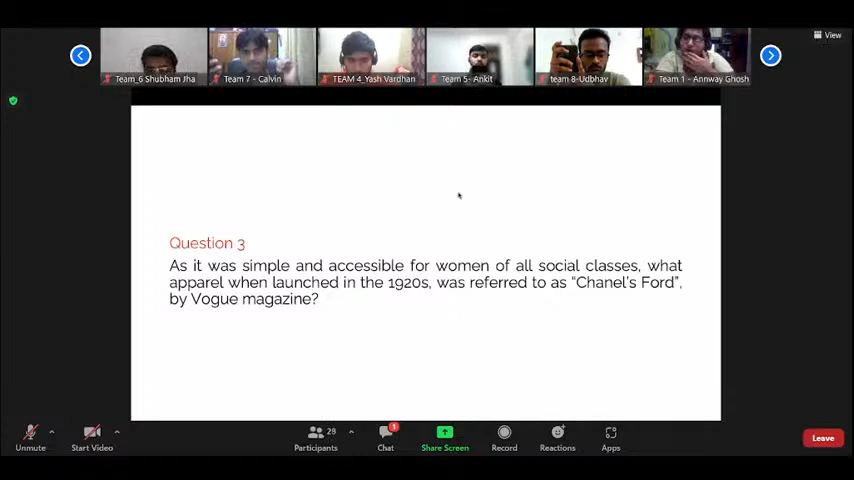 View
Team_6 Shubham Jha
Team 7 - Calvin
TEAM 4_Yash Vardhan
Team 5- Ankit
team 8-Udbhav
Team 1 - Annway Ghosh
Question 3
As it was simple and accessible for women of all social classes, what
apparel when launched in the 1920s, was referred to as “Chanel’s Ford”,
by Vogue magazine?
Unmute
Start Video
29
Participants
1
Chat
Share Screen
Record
Reactions
Apps
Leave